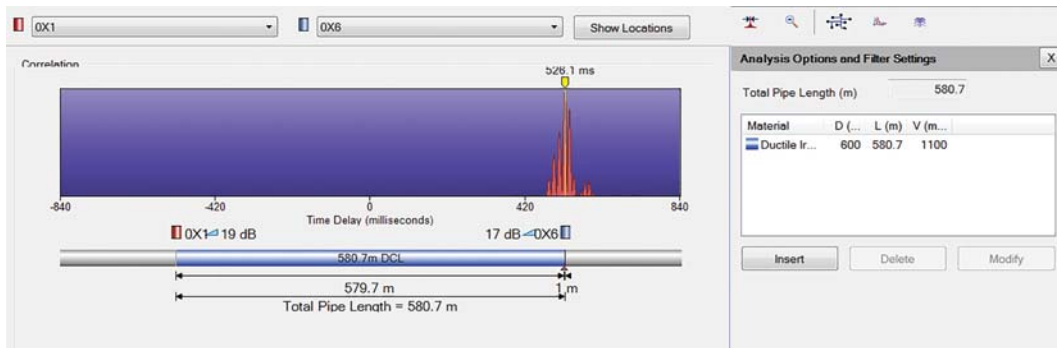 0X1
0X6
Show Locations
Correlation
526.1 ms
-840
-420
0
420
840
Time Delay (milliseconds)
0X1 19 dB
17 dB 0X6
580.7m DCL
579.7 m
1 m
Total Pipe Length = 580.7 m
Analysis Options and Filter Settings
X
Total Pipe Length (m) 580.7
Material D (... L (m) V (m...
Ductile Ir... 600 580.7 1100
Insert
Delete
Modify